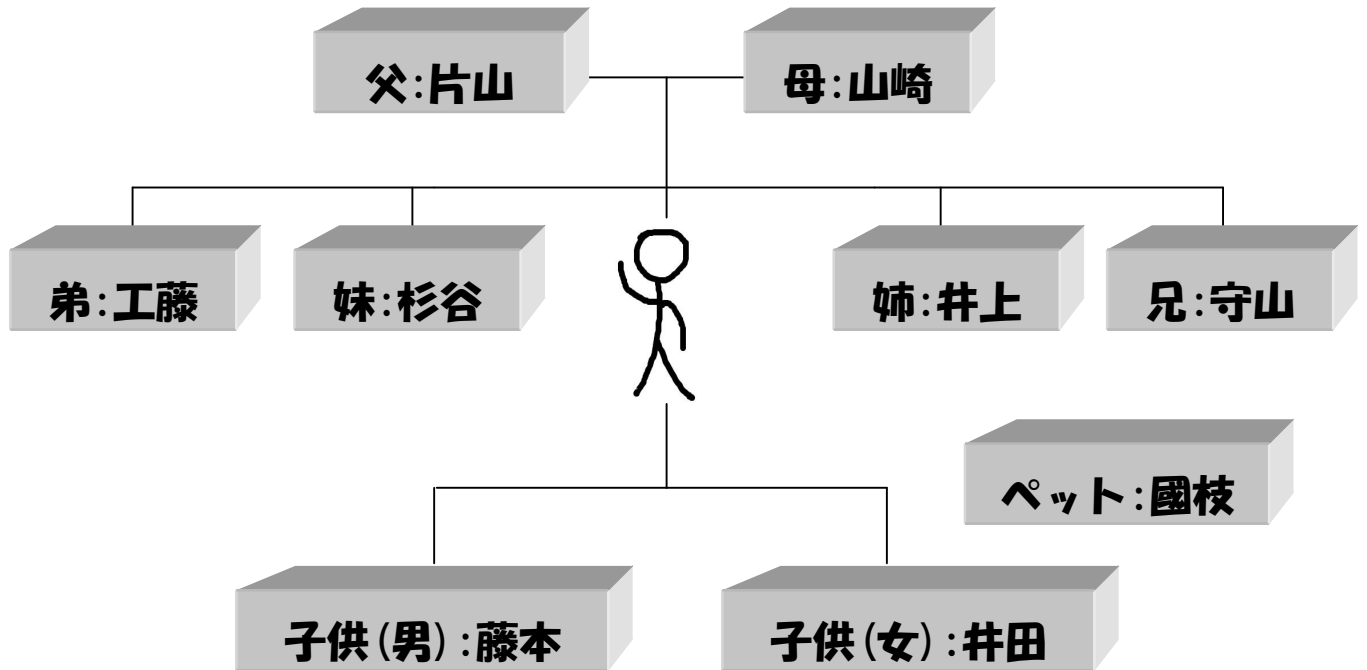 父:片山
母:山崎
弟:工藤
妹:杉谷
姉:井上
兄:守山
ペット:國枝
子供(男):藤本
子供(女):井田